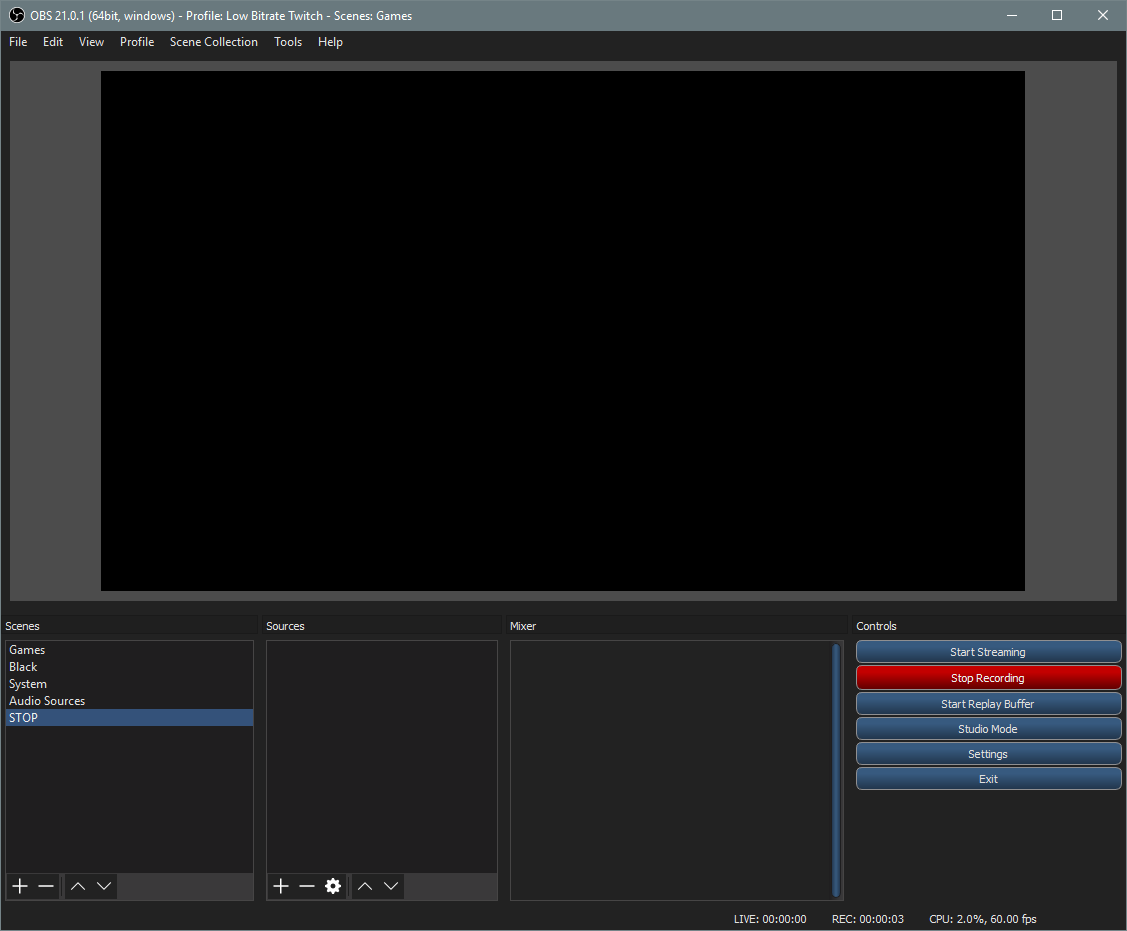 OBS 21.0.1 (64bit, windows) - Profile: Low Bitrate Twitch - Scenes: Games
File Edit View Profile Scene Collection Tools Help
Scenes
Games
Black
System
Audio Sources
STOP
Sources
Mixer
Controls
Start Streaming
Stop Recording
Start Replay Buffer
Studio Mode
Settings
Exit
LIVE: 00:00:00 REC: 00:00:03 CPU: 2.0%, 60.00 fps